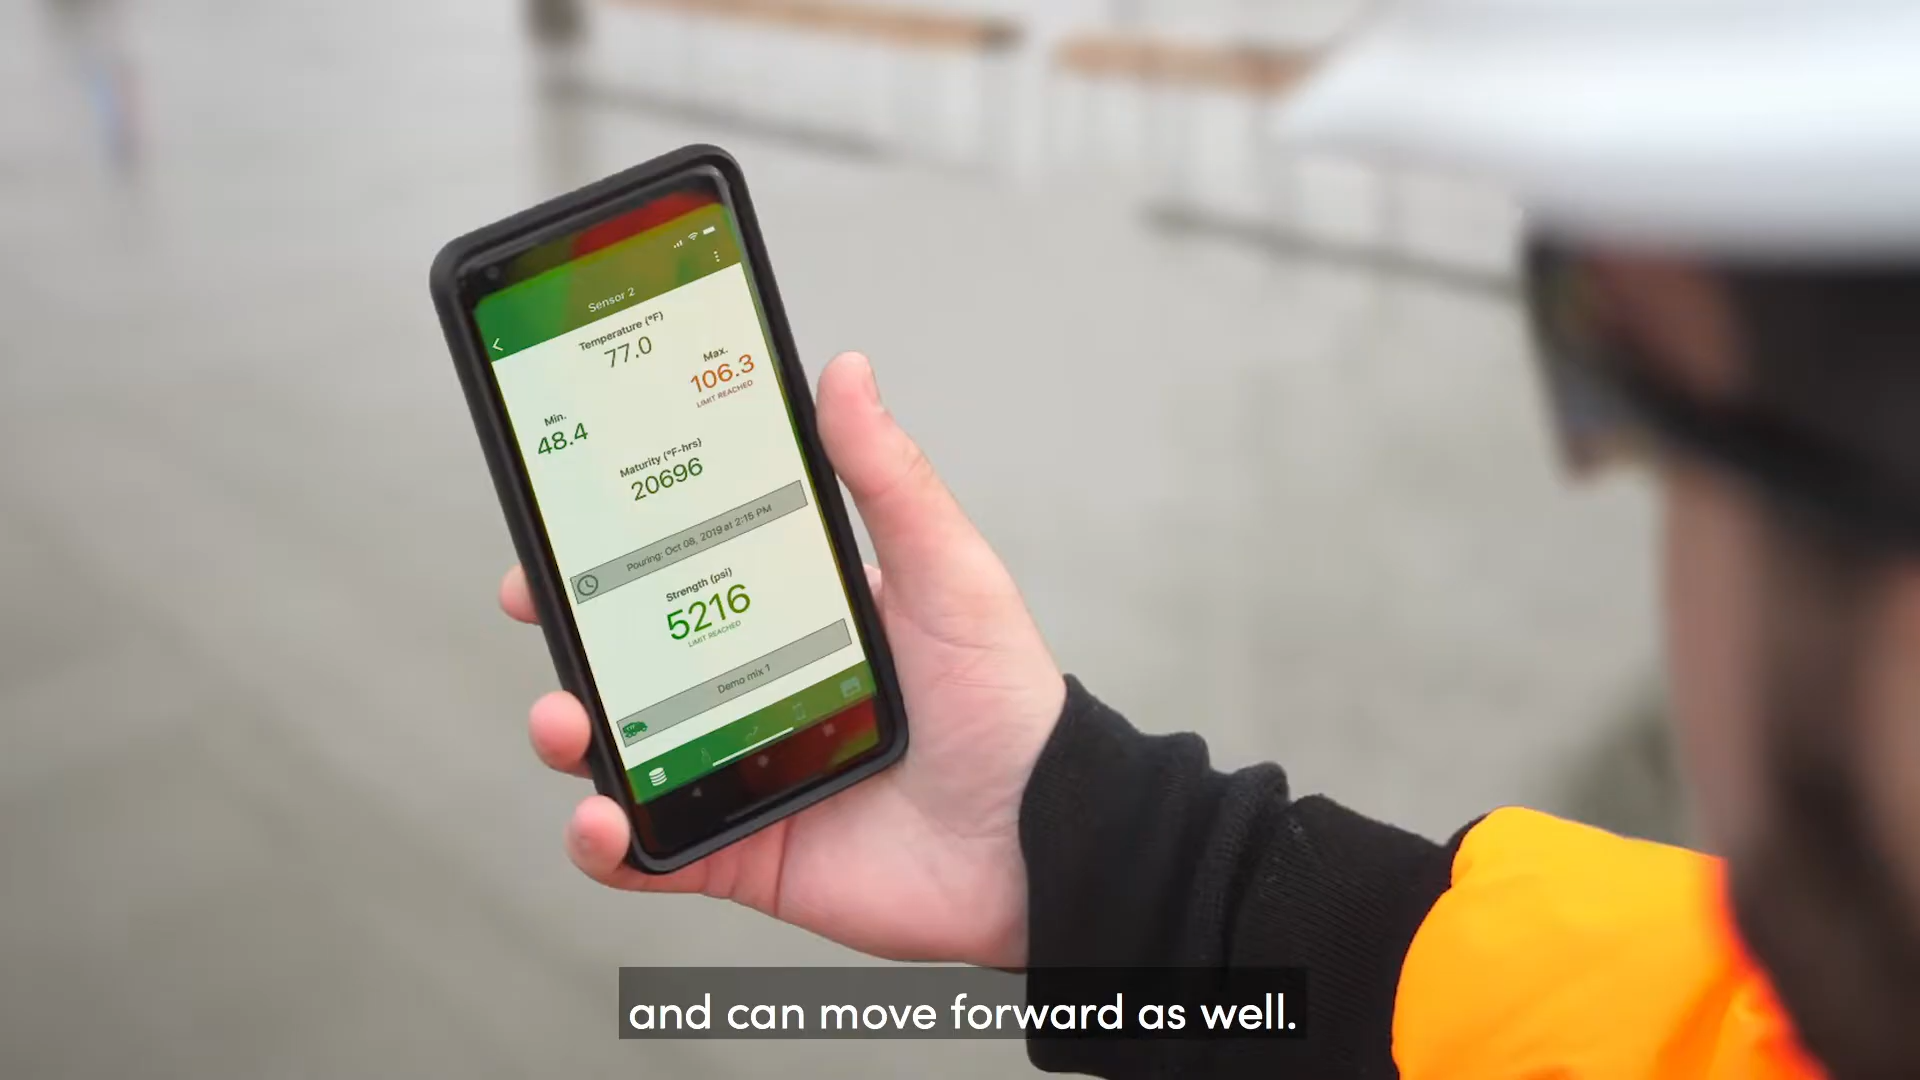 Sensor 2
Temperature (°F)
77.0
Max.
106.3
LIMIT REACHED
Min.
48.4
Maturity (°F-hrs)
20696
Pouring: Oct 08, 2019 at 2:15 PM
Strength (psi)
5216
LIMIT REACHED
Demo mix 1
and can move forward as well.